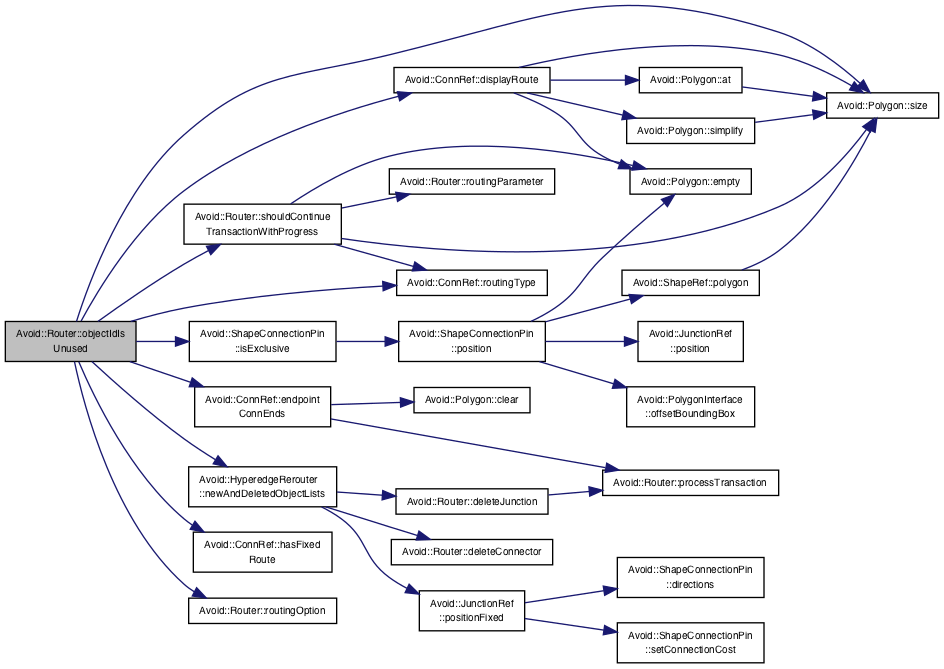 Avoid::Router::objectIdIs
Unused
Avoid::ConnRef::displayRoute
Avoid::Polygon::at
Avoid::Polygon::size
Avoid::Polygon::simplify
Avoid::Polygon::empty
Avoid::Router::routingParameter
Avoid::Router::shouldContinue
TransactionWithProgress
Avoid::ConnRef::routingType
Avoid::ShapeRef::polygon
Avoid::ShapeConnectionPin
::isExclusive
Avoid::ShapeConnectionPin
::position
Avoid::JunctionRef
::position
Avoid::ConnRef::endpoint
ConnEnds
Avoid::Polygon::clear
Avoid::PolygonInterface
::offsetBoundingBox
Avoid::HyperedgeRerouter
::newAndDeletedObjectLists
Avoid::Router::deleteJunction
Avoid::Router::processTransaction
Avoid::ConnRef::hasFixed
Route
Avoid::Router::deleteConnector
Avoid::Router::routingOption
Avoid::JunctionRef
::positionFixed
Avoid::ShapeConnectionPin
::directions
Avoid::ShapeConnectionPin
::setConnectionCost